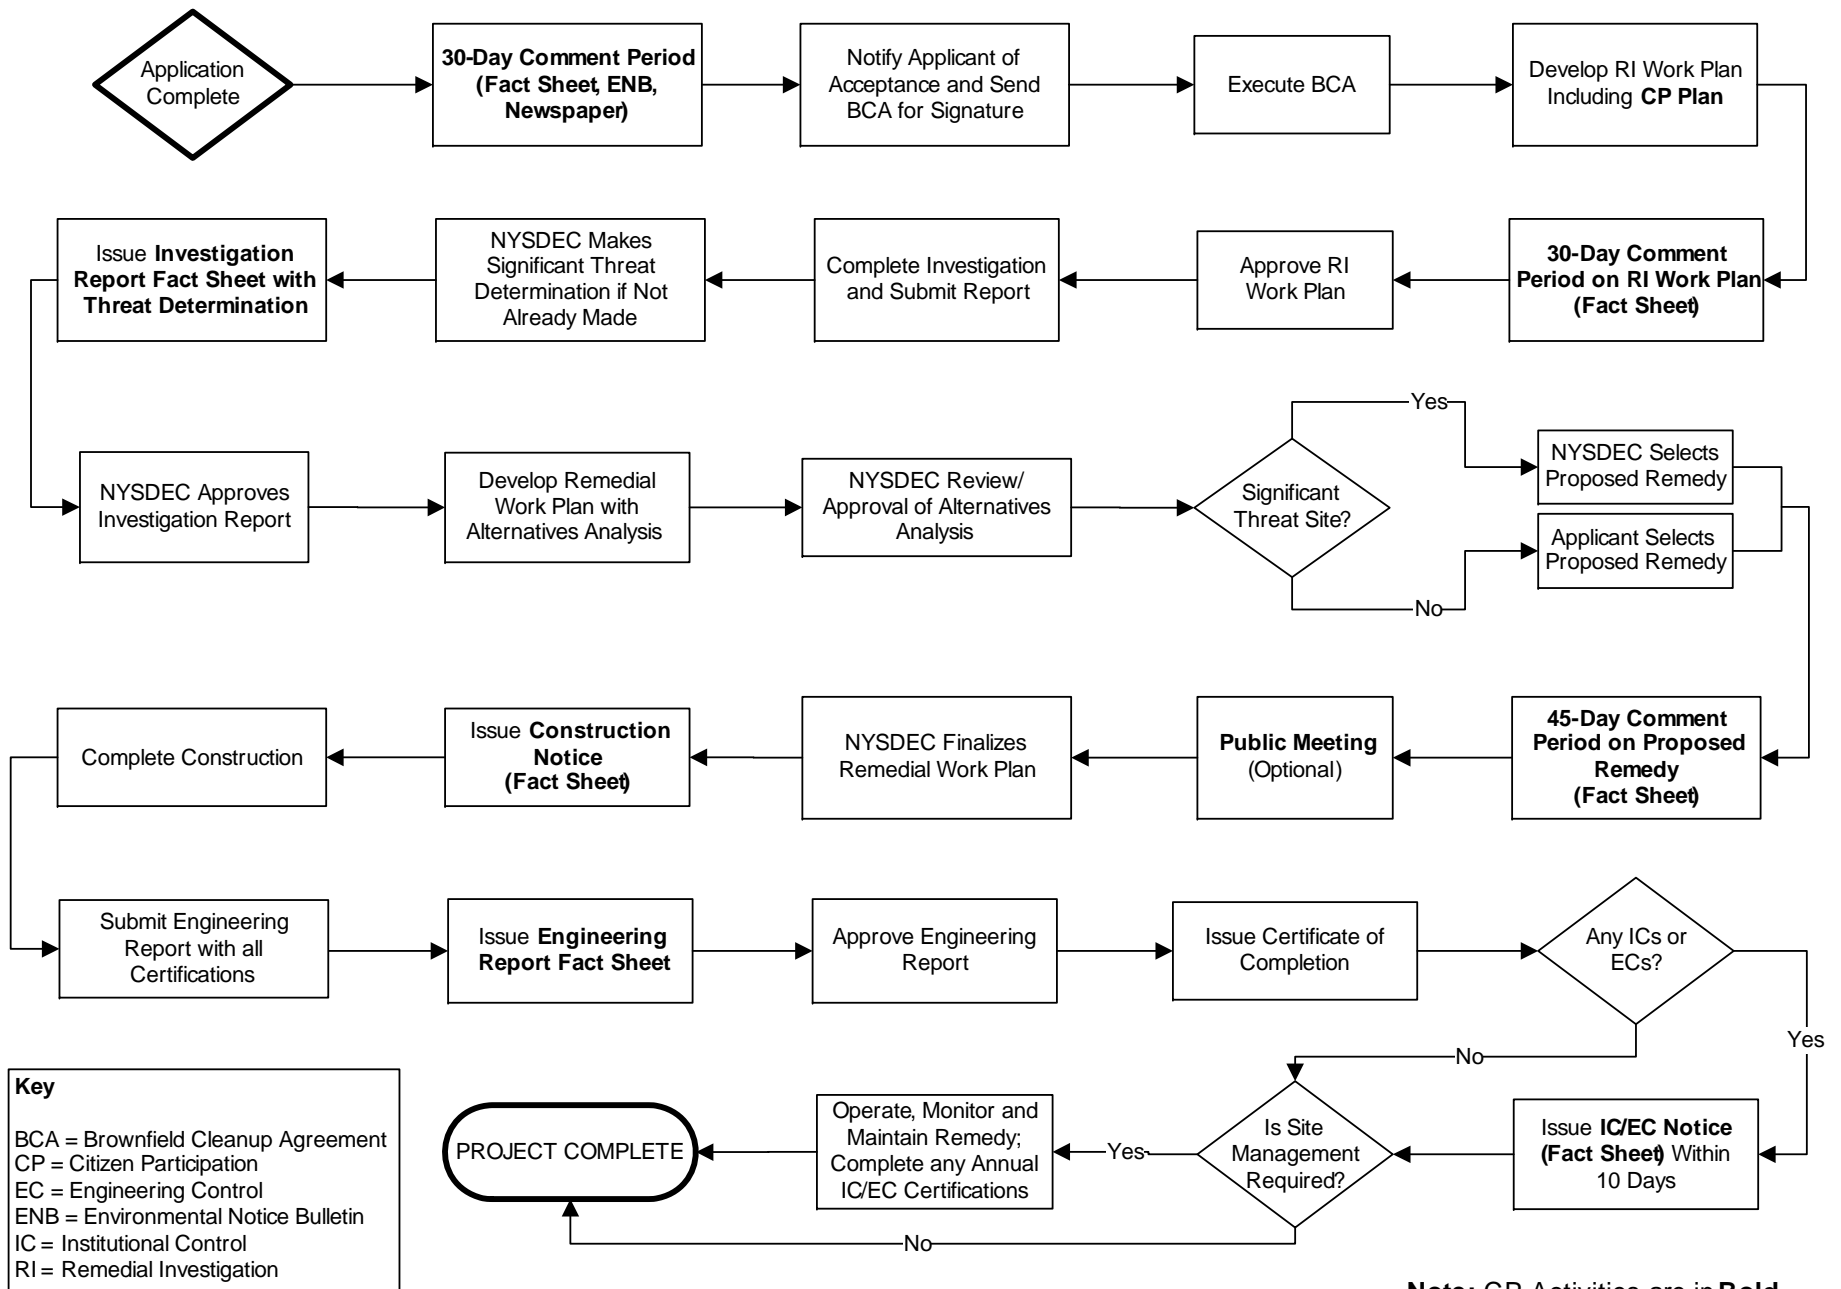 Application
Complete
30-Day Comment Period
(Fact Sheet, ENB,
Newspaper)
Notify Applicant of
Acceptance and Send
BCA for Signature
Execute BCA
Develop RI Work Plan
Including CP Plan
Issue Investigation
Report Fact Sheet with
Threat Determination
NYSDEC Makes
Significant Threat
Determination if Not
Already Made
Complete Investigation
and Submit Report
Approve RI
Work Plan
30-Day Comment
Period on RI Work Plan
(Fact Sheet)
NYSDEC Approves
Investigation Report
Develop Remedial
Work Plan with
Alternatives Analysis
NYSDEC Review/
Approval of Alternatives
Analysis
Significant
Threat Site?
Yes
No
NYSDEC Selects
Proposed Remedy
Applicant Selects
Proposed Remedy
Complete Construction
Issue Construction
Notice
(Fact Sheet)
NYSDEC Finalizes
Remedial Work Plan
Public Meeting
(Optional)
45-Day Comment
Period on Proposed
Remedy
(Fact Sheet)
Submit Engineering
Report with all
Certifications
Issue Engineering
Report Fact Sheet
Approve Engineering
Report
Issue Certificate of
Completion
Any ICs or
ECs?
Yes
No
Key
BCA = Brownfield Cleanup Agreement
CP = Citizen Participation
EC = Engineering Control
ENB = Environmental Notice Bulletin
IC = Institutional Control
RI = Remedial Investigation
PROJECT COMPLETE
Operate, Monitor and
Maintain Remedy;
Complete any Annual
IC/EC Certifications
Yes
Is Site
Management
Required?
Issue IC/EC Notice
(Fact Sheet) Within
10 Days
No
Note: CP Activities are in Bold